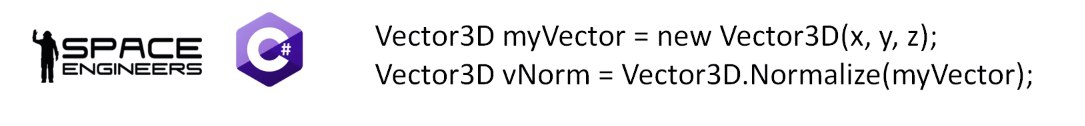 SPACE
ENGINEERS
C#
Vector3D myVector = new Vector3D(x, y, z);
Vector3D vNorm = Vector3D.Normalize(myVector);